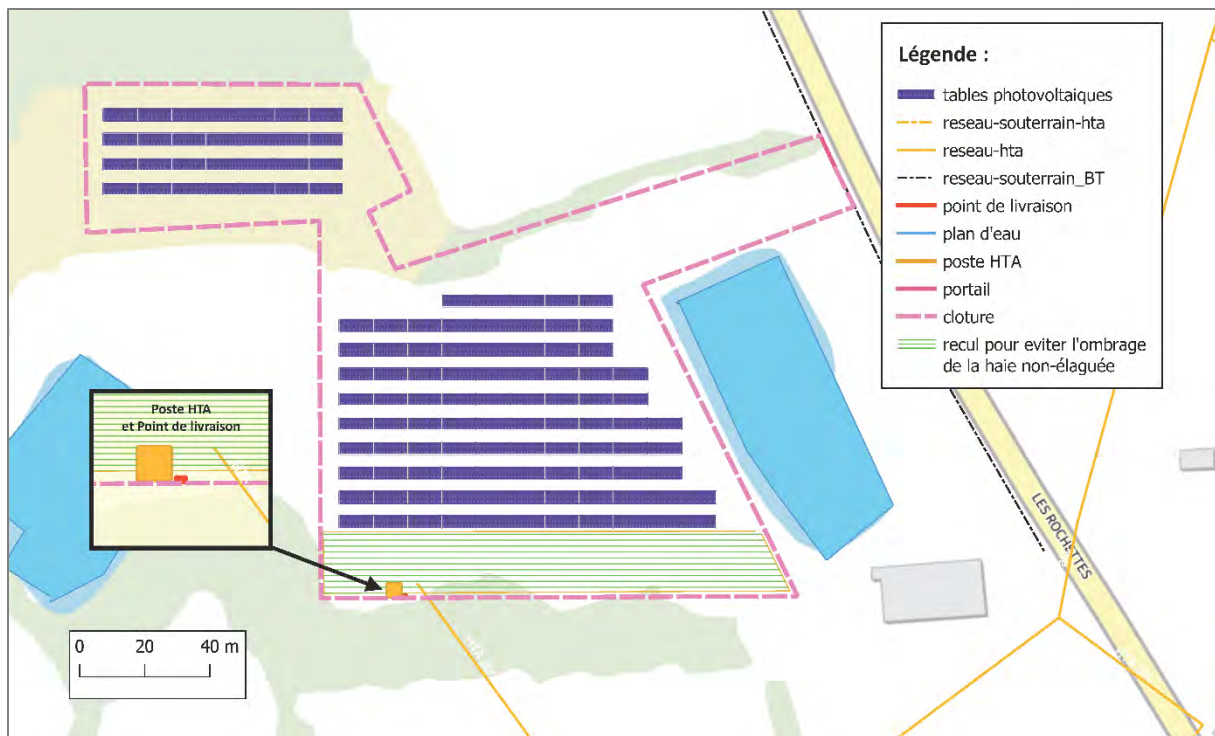 Légende :
tables photovoltaiques
reseau-souterrain-hta
reseau-hta
reseau-souterrain_BT
point de livraison
plan d'eau
poste HTA
portail
cloture
recul pour eviter l'ombrage
de la haie non-élaguée
Poste HTA
et Point de livraison
LES ROCHETTES
HTA
0 20 40 m